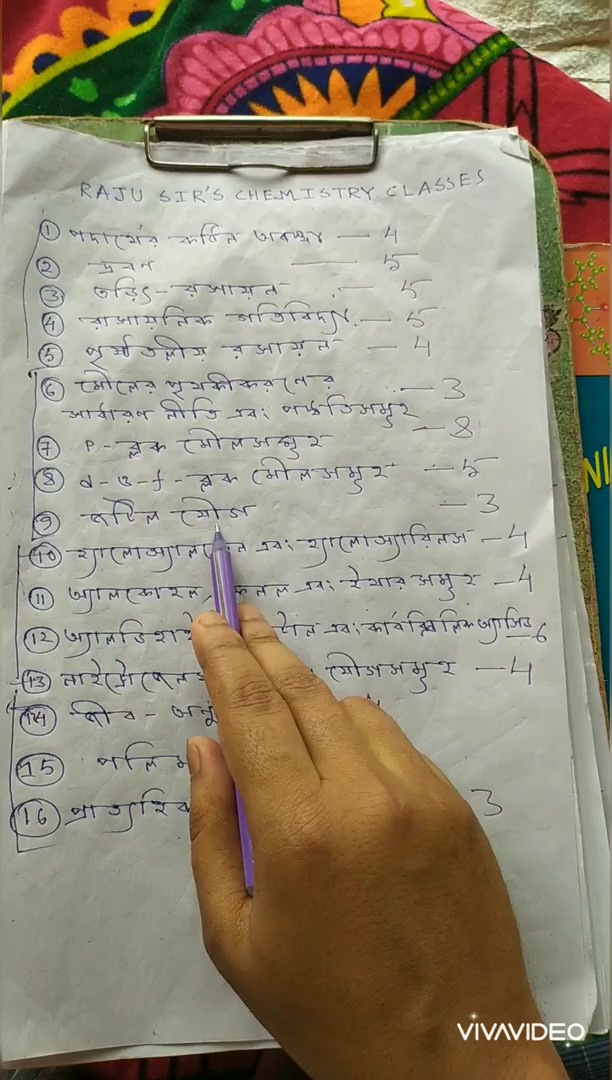 RAJU SIR'S CHEMISTRY CLASSES
① পদার্থের কঠিন অবস্থা — 4
② দ্রবণ — 5
③ তড়িৎ-রসায়ন — 5
④ রাসায়নিক গতিবিদ্যা — 5
⑤ পৃষ্ঠতলীয় রসায়ন — 4
⑥ মৌলের পৃথকীকরণের — 3
সাধারণ নীতি এবং পদ্ধতিসমূহ
⑦ P-ব্লক মৌলসমূহ — 8
⑧ d-ও-f-ব্লক মৌলসমূহ — 5
⑨ জটিল যৌগ — 3
⑩ হ্যালোঅ্যালকেন এবং হ্যালোঅ্যারিনস — 4
⑪ অ্যালকোহল, ফেনল এবং ইথার সমূহ — 4
⑫ অ্যালডিহাই এবং কার্বক্সিলিক অ্যাসিড — 6
⑬ নাইট্রোজেন যৌগসমূহ — 4
⑭ জীব-অনু
⑮ পলিম
⑯ প্রাত্যহিক 3
VIVAVIDEO